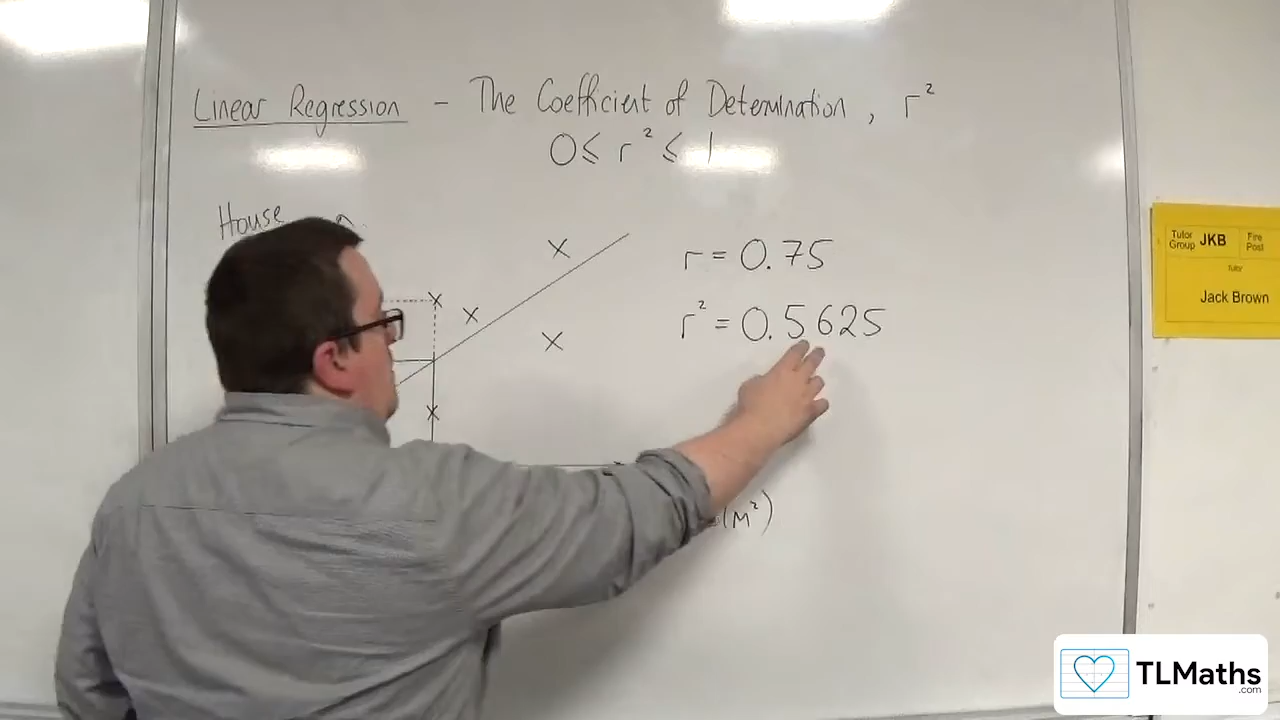 Linear Regression - The Coefficient of Determination, r²
0 ≤ r² ≤ 1
House
r = 0.75
r² = 0.5625
(m²)
Tutor Group JKB Fire Post
Tutor
Jack Brown
TLMaths
.com